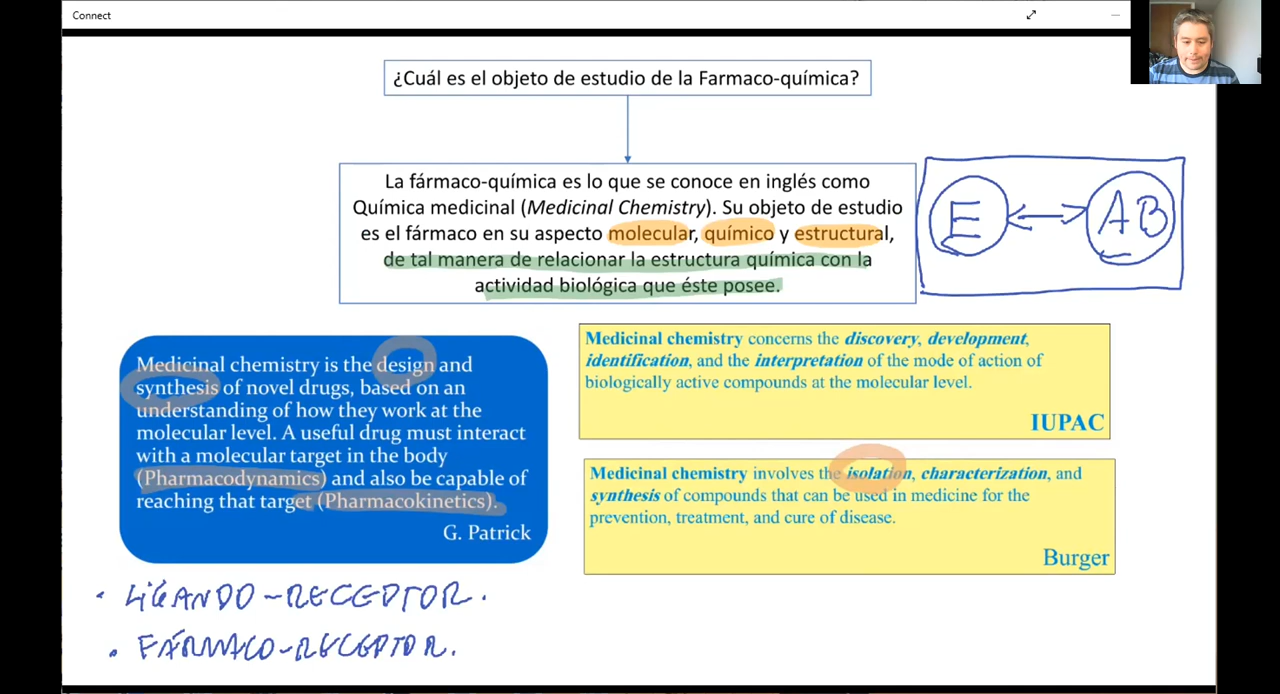 Connect
¿Cuál es el objeto de estudio de la Farmaco-química?
La fármaco-química es lo que se conoce en inglés como
Química medicinal (Medicinal Chemistry). Su objeto de estudio
es el fármaco en su aspecto molecular, químico y estructural,
de tal manera de relacionar la estructura química con la
actividad biológica que éste posee.
E
AB
Medicinal chemistry is the design and
synthesis of novel drugs, based on an
understanding of how they work at the
molecular level. A useful drug must interact
with a molecular target in the body
(Pharmacodynamics) and also be capable of
reaching that target (Pharmacokinetics).
G. Patrick
Medicinal chemistry concerns the discovery, development,
identification, and the interpretation of the mode of action of
biologically active compounds at the molecular level.
IUPAC
Medicinal chemistry involves the isolation, characterization, and
synthesis of compounds that can be used in medicine for the
prevention, treatment, and cure of disease.
Burger
• LIGANDO-RECEPTOR.
• FÁRMACO-RECEPTOR.